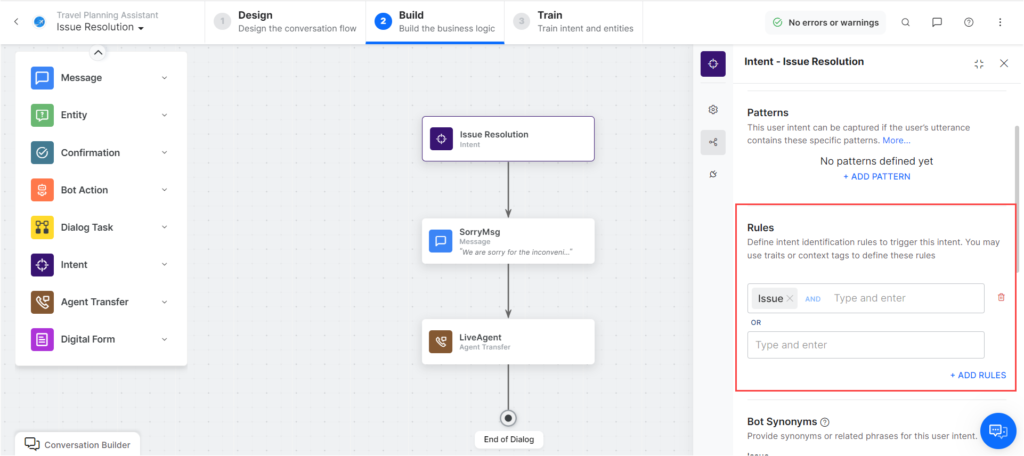 Travel Planning Assistant
Issue Resolution
1
Design
Design the conversation flow
2
Build
Build the business logic
3
Train
Train intent and entities
No errors or warnings
Message
Entity
Confirmation
Bot Action
Dialog Task
Intent
Agent Transfer
Digital Form
Conversation Builder
Issue Resolution
Intent
SorryMsg
Message
"We are sorry for the inconveni..."
LiveAgent
Agent Transfer
End of Dialog
Intent - Issue Resolution
Patterns
This user intent can be captured if the user's utterance
contains these specific patterns. More...
No patterns defined yet
+ ADD PATTERN
Rules
Define intent identification rules to trigger this intent. You may
use traits or context tags to define these rules
Issue AND Type and enter
OR
Type and enter
+ ADD RULES
Bot Synonyms
Provide synonyms or related phrases for this user intent.